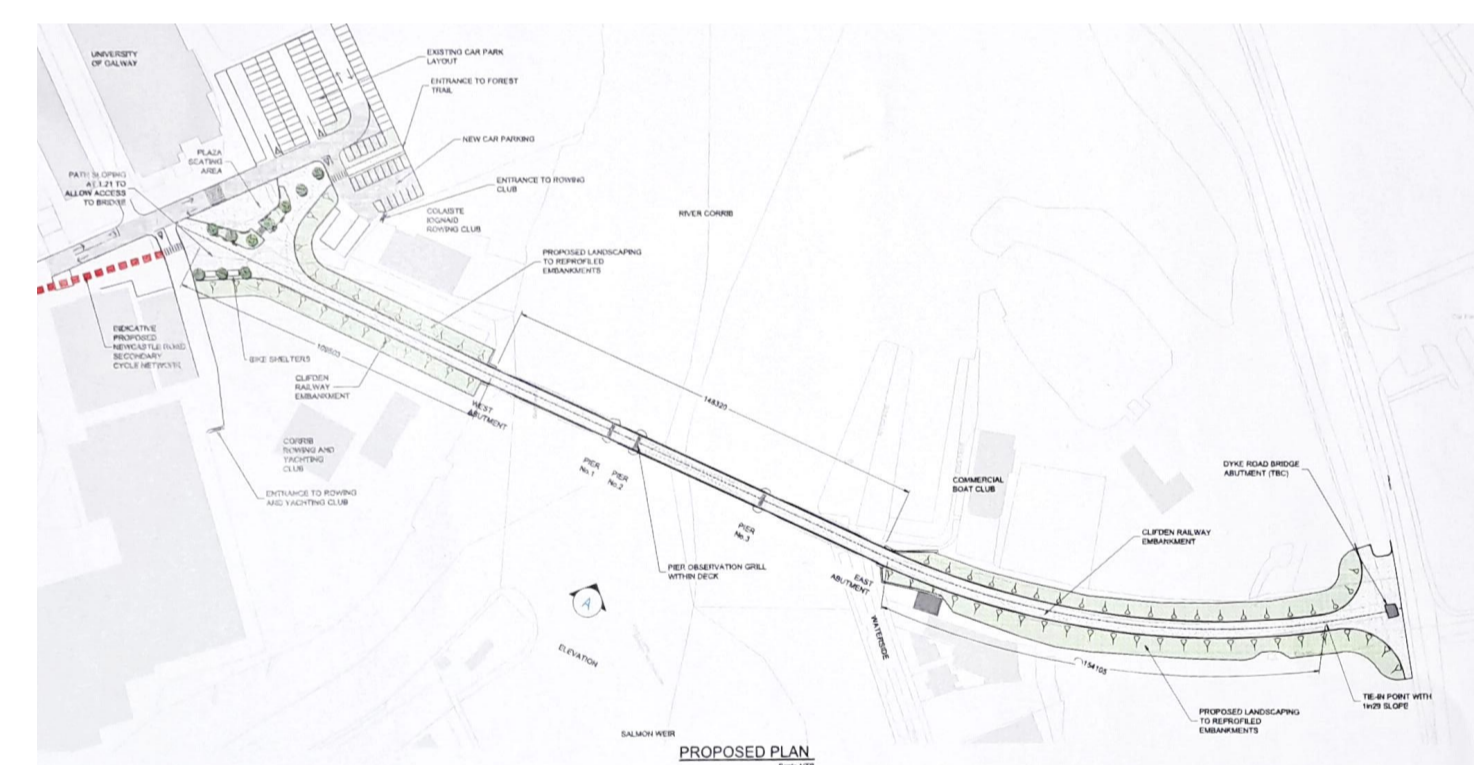 UNIVERSITY
OF GALWAY
EXISTING CAR PARK
LAYOUT
ENTRANCE TO FOREST
TRAIL
NEW CAR PARKING
PLAZA
SEATING
AREA
PATH SLOPING
AT 1:21 TO
ALLOW ACCESS
TO BRIDGE
ENTRANCE TO ROWING
CLUB
COLAISTE
IOGNAID
ROWING CLUB
RIVER CORRIB
PROPOSED LANDSCAPING
TO REPROFILED
EMBANKMENTS
INDICATIVE
PROPOSED
NEWCASTLE ROAD
SECONDARY
CYCLE NETWORK
BIKE SHELTERS
CLIFDEN
RAILWAY
EMBANKMENT
WEST
ABUTMENT
148320
CORRIB
ROWING AND
YACHTING
CLUB
ENTRANCE TO ROWING
AND YACHTING CLUB
PIER
No.1
PIER
No.2
PIER
No.3
PIER OBSERVATION GRILL
WITHIN DECK
COMMERCIAL
BOAT CLUB
DYKE ROAD BRIDGE
ABUTMENT (TBC)
CLIFDEN RAILWAY
EMBANKMENT
EAST
ABUTMENT
WATERSIDE
A
ELEVATION
154105
TIE-IN POINT WITH
1in29 SLOPE
PROPOSED LANDSCAPING
TO REPROFILED
EMBANKMENTS
SALMON WEIR
PROPOSED PLAN